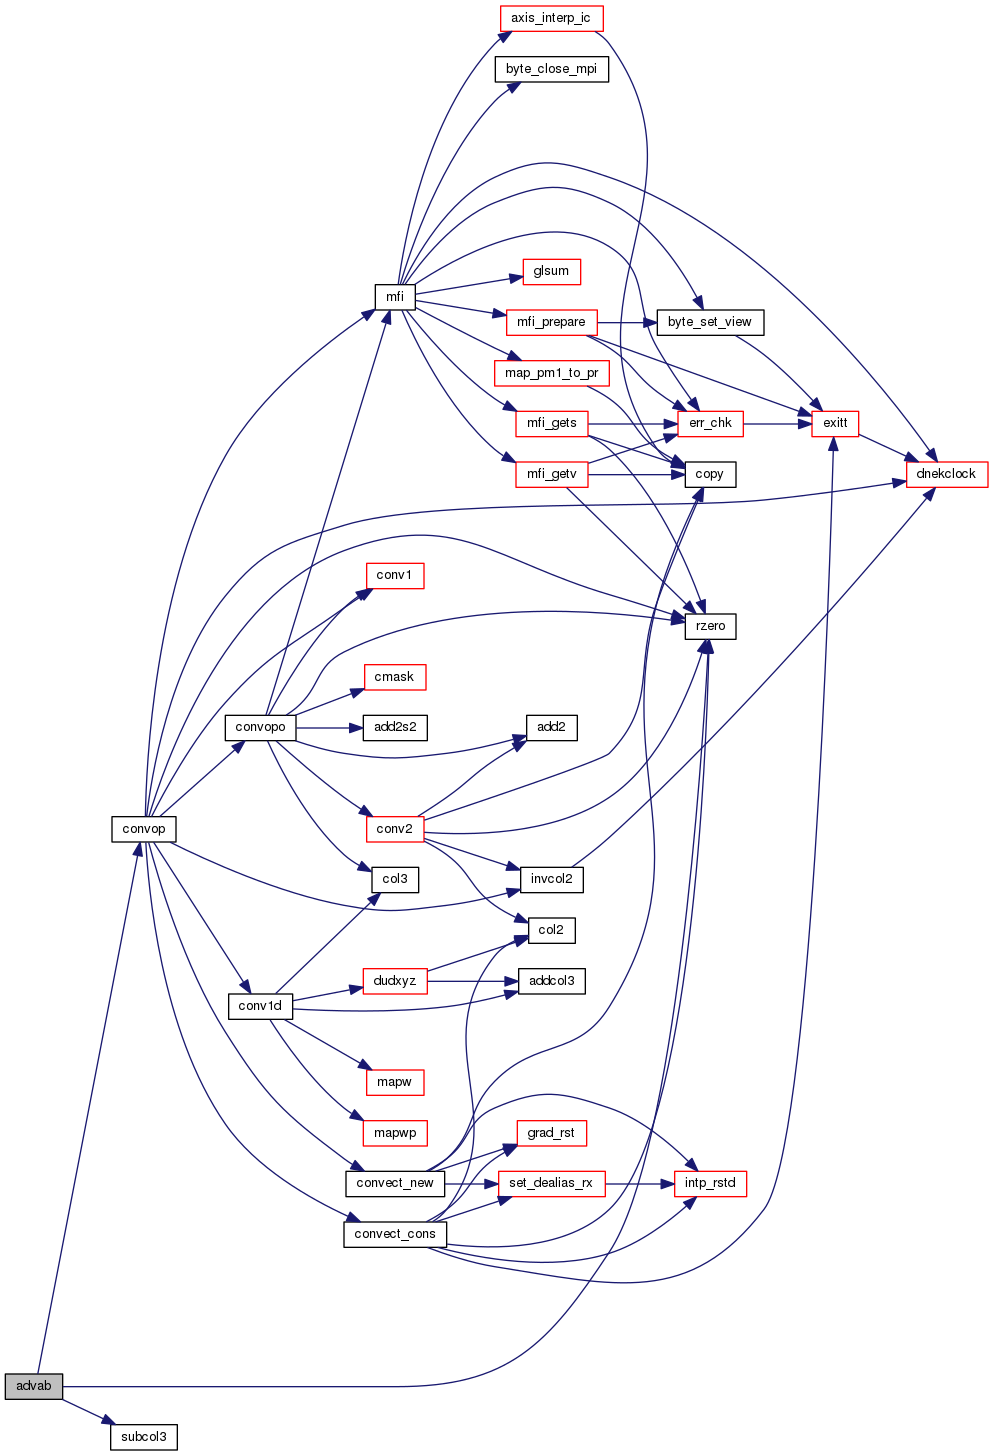 axis_interp_ic
byte_close_mpi
glsum
mfi
mfi_prepare
byte_set_view
map_pm1_to_pr
mfi_gets
err_chk
exitt
mfi_getv
copy
dnekclock
conv1
rzero
cmask
convopo
add2s2
add2
convop
conv2
col3
invcol2
col2
dudxyz
addcol3
conv1d
mapw
mapwp
grad_rst
convect_new
set_dealias_rx
intp_rstd
convect_cons
advab
subcol3